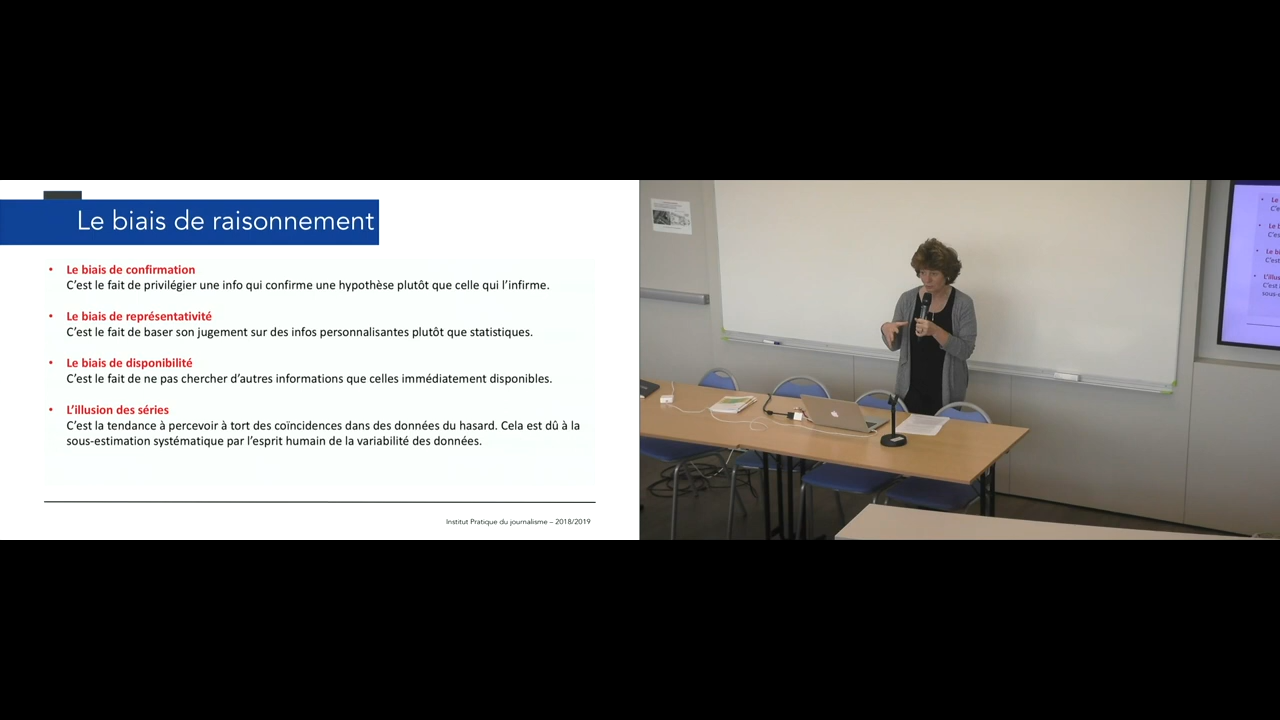 Le biais de raisonnement
• Le biais de confirmation
C’est le fait de privilégier une info qui confirme une hypothèse plutôt que celle qui l’infirme.
• Le biais de représentativité
C’est le fait de baser son jugement sur des infos personnalisantes plutôt que statistiques.
• Le biais de disponibilité
C’est le fait de ne pas chercher d’autres informations que celles immédiatement disponibles.
• L’illusion des séries
C’est la tendance à percevoir à tort des coïncidences dans des données du hasard. Cela est dû à la
sous-estimation systématique par l’esprit humain de la variabilité des données.
Institut Pratique du journalisme – 2018/2019